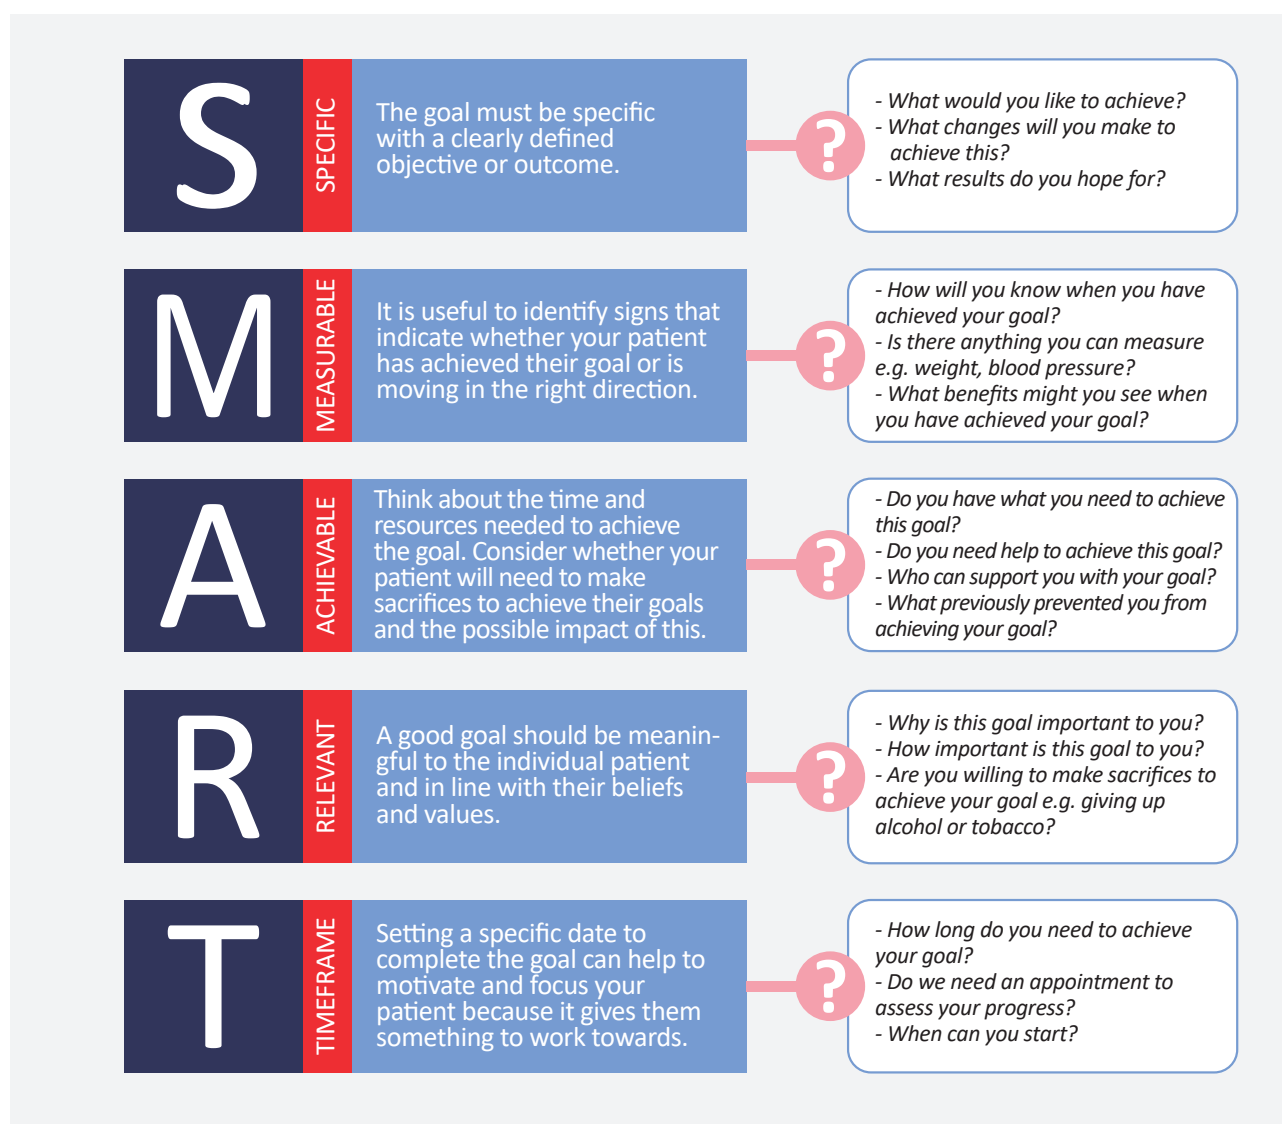 S
SPECIFIC
The goal must be specific
with a clearly defined
objective or outcome.
?
- What would you like to achieve?
- What changes will you make to
achieve this?
- What results do you hope for?
M
MEASURABLE
It is useful to identify signs that
indicate whether your patient
has achieved their goal or is
moving in the right direction.
?
- How will you know when you have
achieved your goal?
- Is there anything you can measure
e.g. weight, blood pressure?
- What benefits might you see when
you have achieved your goal?
A
ACHIEVABLE
Think about the time and
resources needed to achieve
the goal. Consider whether your
patient will need to make
sacrifices to achieve their goals
and the possible impact of this.
?
- Do you have what you need to achieve
this goal?
- Do you need help to achieve this goal?
- Who can support you with your goal?
- What previously prevented you from
achieving your goal?
R
RELEVANT
A good goal should be meanin-
gful to the individual patient
and in line with their beliefs
and values.
?
- Why is this goal important to you?
- How important is this goal to you?
- Are you willing to make sacrifices to
achieve your goal e.g. giving up
alcohol or tobacco?
T
TIMEFRAME
Setting a specific date to
complete the goal can help to
motivate and focus your
patient because it gives them
something to work towards.
?
- How long do you need to achieve
your goal?
- Do we need an appointment to
assess your progress?
- When can you start?